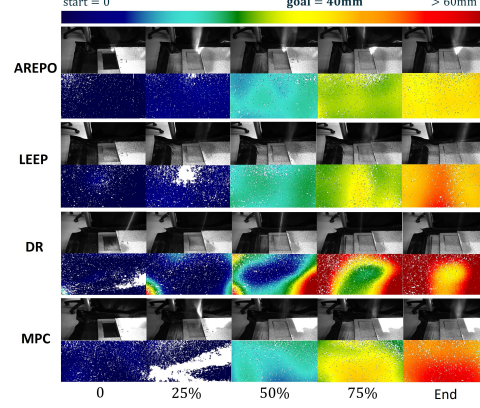 start = 0 goal = 40mm > 60mm
AREPO
LEEP
DR
MPC
0 25% 50% 75% End